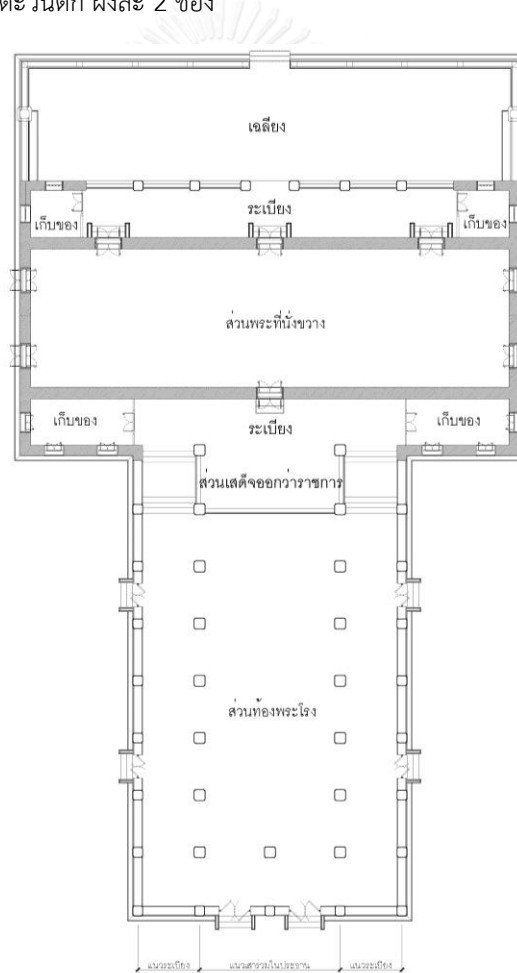 ตะวันตก ฝั่งละ 2 ช่อง
เฉลียง
ระเบียง
เก็บของ
เก็บของ
ส่วนพระที่นั่งขวาง
เก็บของ
ระเบียง
เก็บของ
ส่วนเสด็จออกว่าราชการ
ส่วนท้องพระโรง
แนวระเบียง
แนวเสาร่วมในประธาน
แนวระเบียง